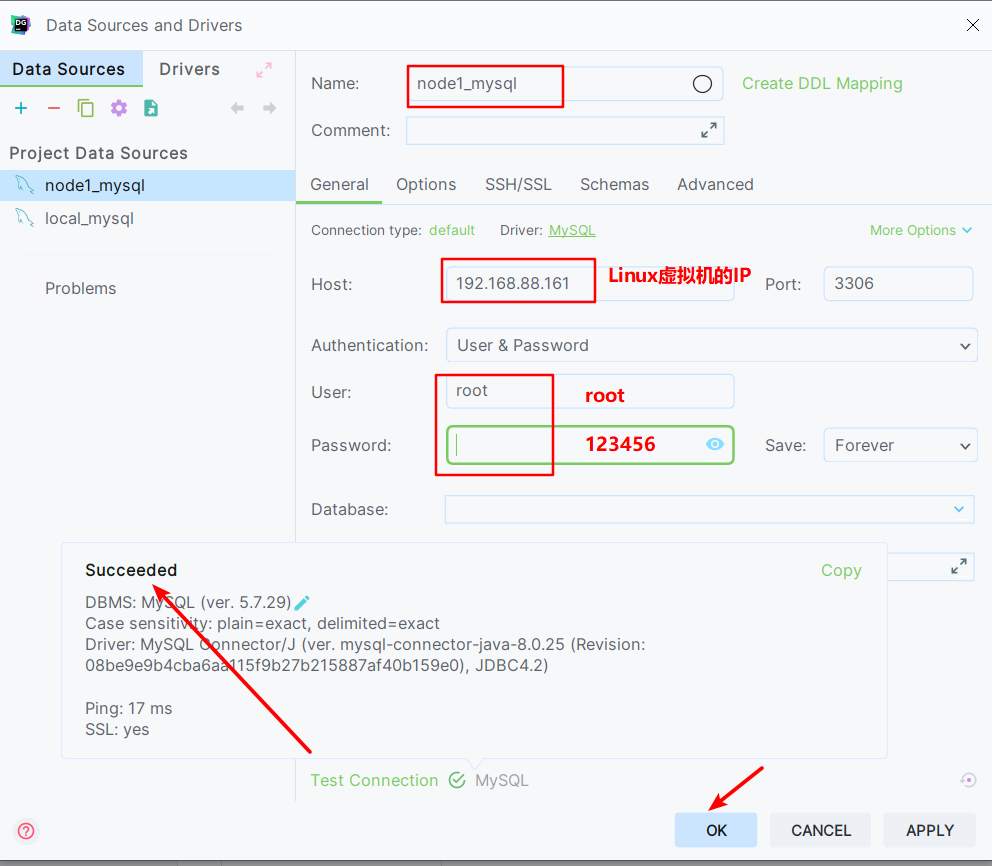 DG
Data Sources and Drivers
Data Sources
Drivers
Project Data Sources
node1_mysql
local_mysql
Problems
Name:
node1_mysql
Create DDL Mapping
Comment:
General
Options
SSH/SSL
Schemas
Advanced
Connection type: default
Driver: MySQL
More Options
Host:
192.168.88.161
Linux虚拟机的IP
Port:
3306
Authentication:
User & Password
User:
root
root
Password:
123456
Save:
Forever
Database:
Succeeded
Copy
DBMS: MySQL (ver. 5.7.29)
Case sensitivity: plain=exact, delimited=exact
Driver: MySQL Connector/J (ver. mysql-connector-java-8.0.25 (Revision:
08be9e9b4cba6aa115f9b27b215887af40b159e0), JDBC4.2)
Ping: 17 ms
SSL: yes
Test Connection
MySQL
?
OK
CANCEL
APPLY